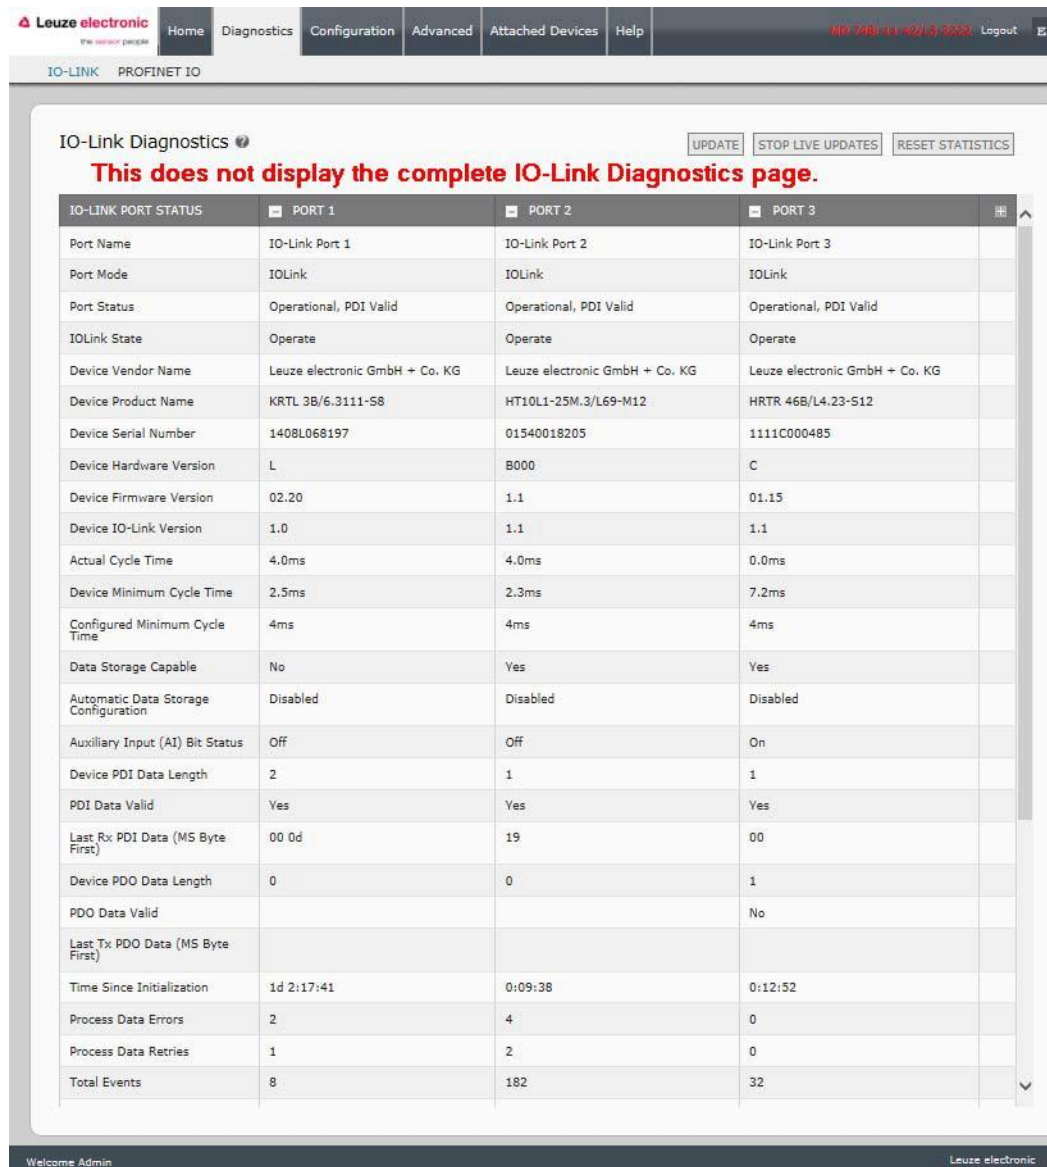 Leuze electronic
the sensor people
Home Diagnostics Configuration Advanced Attached Devices Help Logout E
IO-LINK PROFINET IO
IO-Link Diagnostics ?
UPDATE STOP LIVE UPDATES RESET STATISTICS
This does not display the complete IO-Link Diagnostics page.
IO-LINK PORT STATUS PORT 1 PORT 2 PORT 3
Port Name IO-Link Port 1 IO-Link Port 2 IO-Link Port 3
Port Mode IOLink IOLink IOLink
Port Status Operational, PDI Valid Operational, PDI Valid Operational, PDI Valid
IOLink State Operate Operate Operate
Device Vendor Name Leuze electronic GmbH + Co. KG Leuze electronic GmbH + Co. KG Leuze electronic GmbH + Co. KG
Device Product Name KRTL 3B/6.3111-S8 HT10L1-25M.3/L69-M12 HRTR 46B/L4.23-S12
Device Serial Number 1408L068197 01540018205 1111C000485
Device Hardware Version L B000 C
Device Firmware Version 02.20 1.1 01.15
Device IO-Link Version 1.0 1.1 1.1
Actual Cycle Time 4.0ms 4.0ms 0.0ms
Device Minimum Cycle Time 2.5ms 2.3ms 7.2ms
Configured Minimum Cycle
Time 4ms 4ms 4ms
Data Storage Capable No Yes Yes
Automatic Data Storage
Configuration Disabled Disabled Disabled
Auxiliary Input (AI) Bit Status Off Off On
Device PDI Data Length 2 1 1
PDI Data Valid Yes Yes Yes
Last Rx PDI Data (MS Byte
First) 00 0d 19 00
Device PDO Data Length 0 0 1
PDO Data Valid No
Last Tx PDO Data (MS Byte
First)
Time Since Initialization 1d 2:17:41 0:09:38 0:12:52
Process Data Errors 2 4 0
Process Data Retries 1 2 0
Total Events 8 182 32
Welcome Admin Leuze electronic